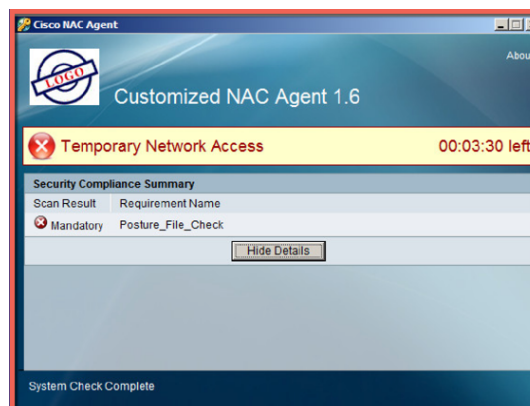 Cisco NAC Agent
LOGO
Customized NAC Agent 1.6
Temporary Network Access 00:03:30 left
Security Compliance Summary
Scan Result Requirement Name
Mandatory Posture_File_Check
Hide Details
System Check Complete